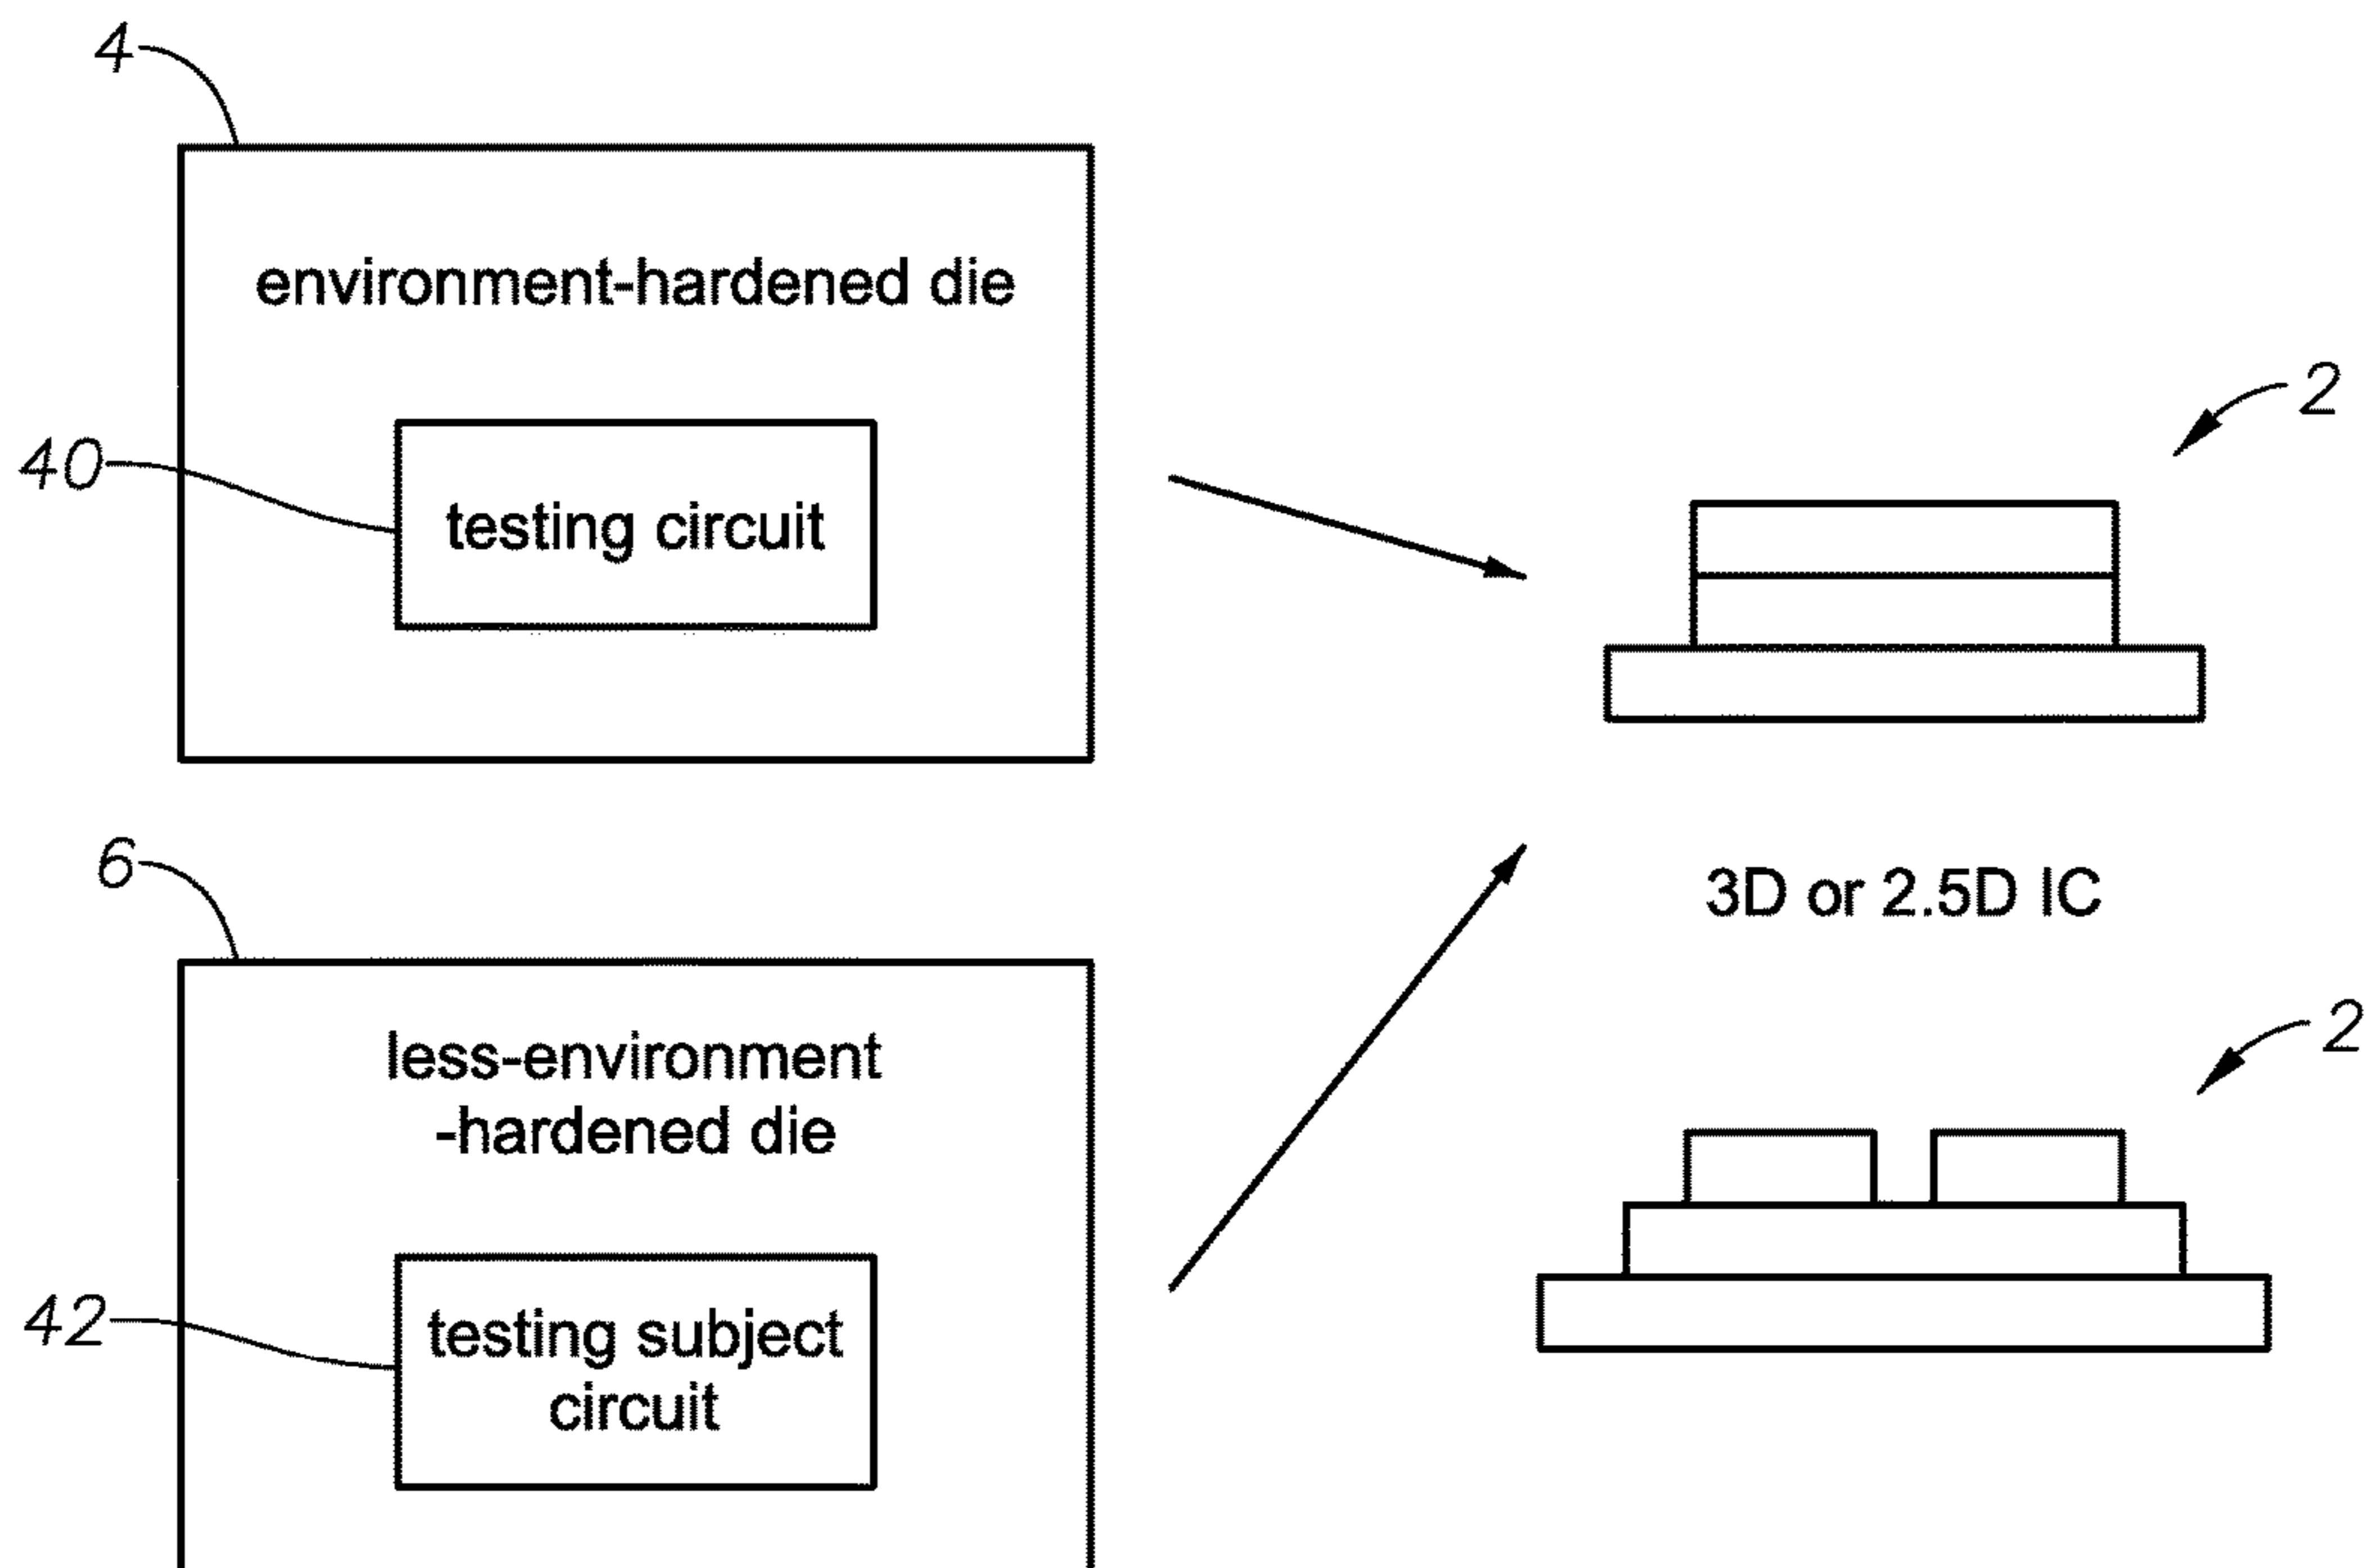 4
environment-hardened die
40
testing circuit
2
6
3D or 2.5D IC
less-environment
-hardened die
2
42
testing subject
circuit